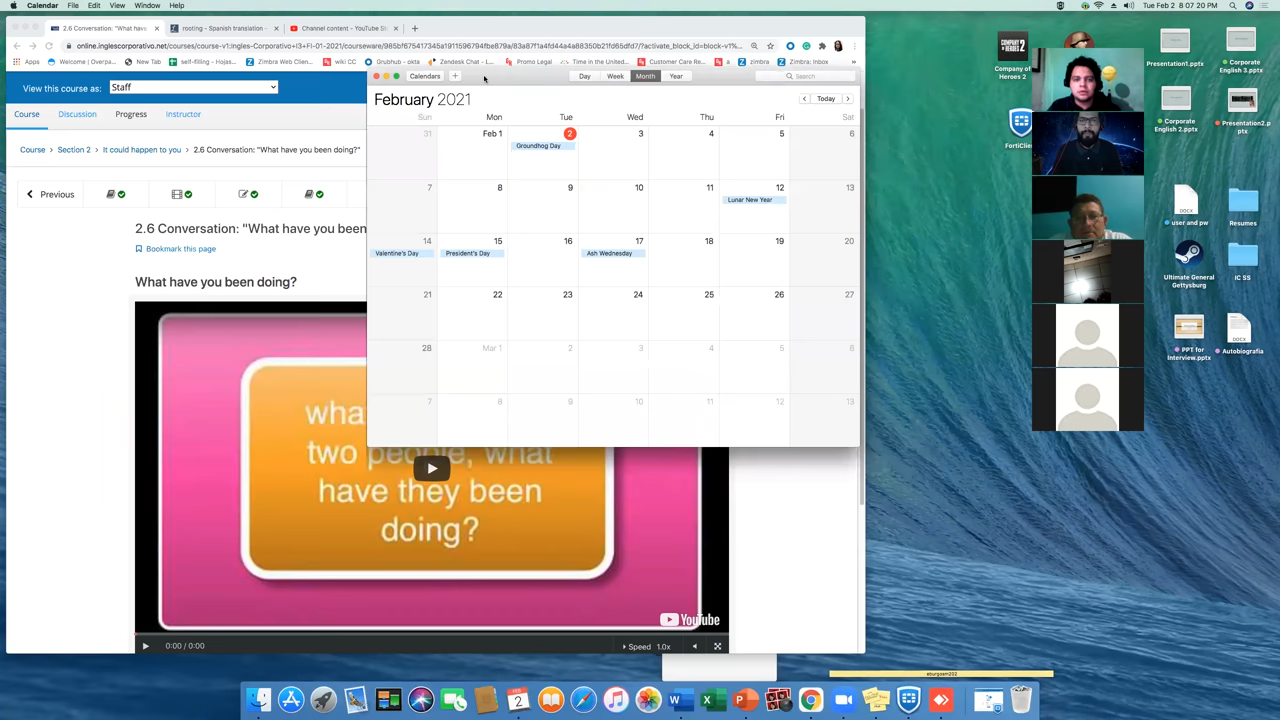 Calendar File Edit View Window Help
Tue Feb 2 8 07 20 PM
2.6 Conversation: "What have
rooting - Spanish translation -
Channel content - YouTube St
Apps
Welcome / Overpa...
New Tab
self-filling - Hojas...
Zimbra Web Clien...
wiki CC
Grubhub - okta
Zendesk Chat - L...
Time in the United...
Customer Care Re...
a
zimbra
Zimbra: Inbox
View this course as:
Staff
Course Discussion Progress Instructor
Course > Section 2 > It could happen to you > 2.6 Conversation: "What have you been doing?"
Previous
2.6 Conversation: "What have you been
Bookmark this page
What have you been doing?
two people, what
have they been
doing?
YouTube
0:00 / 0:00
Speed 1.0x
Calendars +
Day Week Month Year
Search
February 2021
Today
Sun Mon Tue Wed Thu Fri Sat
31 Feb 1 2 3 4 5 6
Groundhog Day
7 8 9 10 11 12 13
Lunar New Year
14 15 16 17 18 19 20
Valentine's Day President's Day Ash Wednesday
21 22 23 24 25 26 27
28 Mar 1 2 3 4 5 6
7 8 9 10 11 12 13
Company of
Heroes 2
FortiClie
Presentation1.pptx
Corporate
English 3.pptx
Corporate
English 2.pptx
Presentation2.p
ptx
DOCX
user and pw
Resumes
Ultimate General
Gettysburg
IC SS
PPT for
Interview.pptx
DOCX
Autobiografia
FEB
2